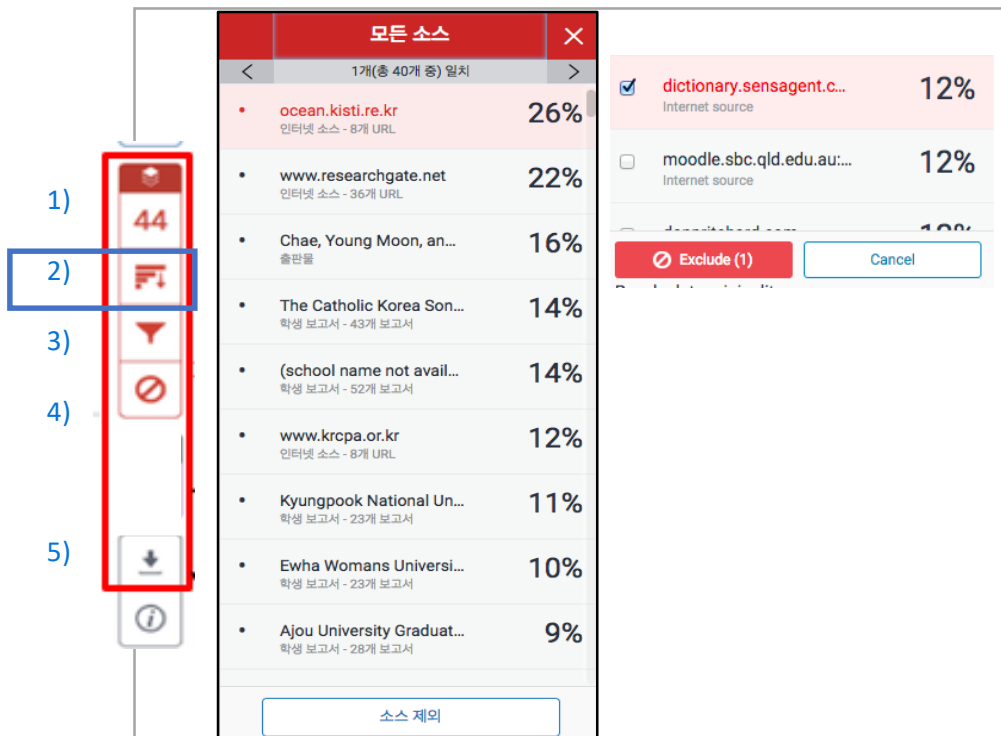 1)
44
2)
3)
4)
5)
모든 소스
1개(총 40개 중) 일치
ocean.kisti.re.kr
26%
인터넷 소스 - 8개 URL
www.researchgate.net
22%
인터넷 소스 - 36개 URL
Chae, Young Moon, an...
16%
출판물
The Catholic Korea Son...
14%
학생 보고서 - 43개 보고서
(school name not avail...
14%
학생 보고서 - 52개 보고서
www.krcpa.or.kr
12%
인터넷 소스 - 8개 URL
Kyungpook National Un...
11%
학생 보고서 - 23개 보고서
Ewha Womans Universi...
10%
학생 보고서 - 23개 보고서
Ajou University Graduat...
9%
학생 보고서 - 28개 보고서
소스 제외
dictionary.sensagent.c...
12%
Internet source
moodle.sbc.qld.edu.au:...
12%
Internet source
Exclude (1)
Cancel